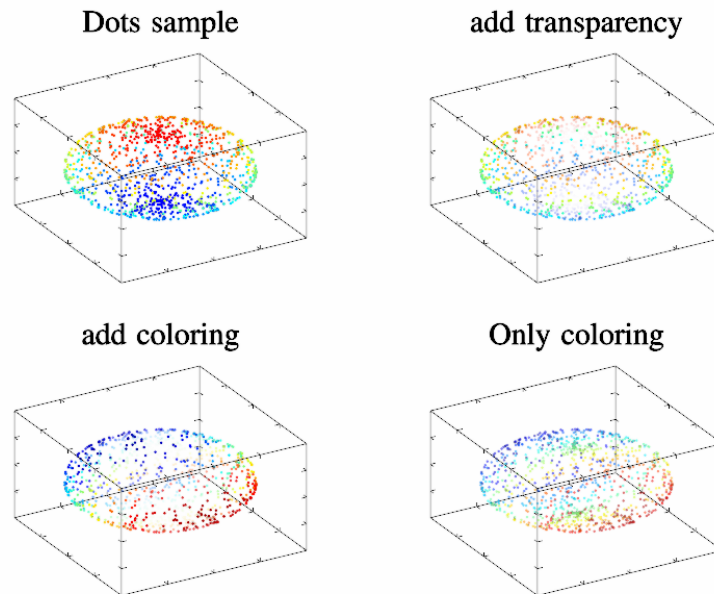 Dots sample
add transparency
add coloring
Only coloring